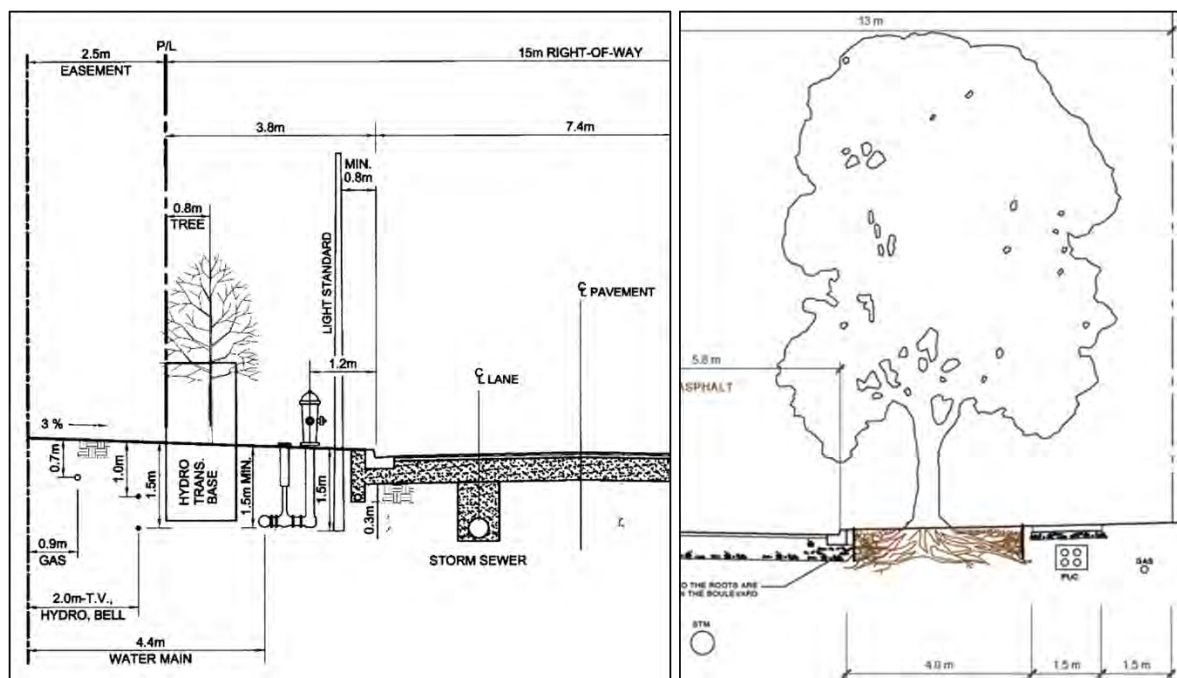 P/L
2.5m
EASEMENT
15m RIGHT-OF-WAY
3.8m
7.4m
MIN.
0.8m
0.8m
TREE
LIGHT STANDARD
℄ PAVEMENT
1.2m
℄ LANE
3 %
0.7m
1.0m
1.5m
HYDRO
TRANS.
BASE
1.5m MIN.
1.5m
0.3m
0.9m
GAS
STORM SEWER
2.0m-T.V.,
HYDRO, BELL
4.4m
WATER MAIN
13 m
5.8 m
ASPHALT
D THE ROOTS ARE
N THE BOULEVARD
PUC
GAS
STM
4.0 m
1.5 m
1.5 m